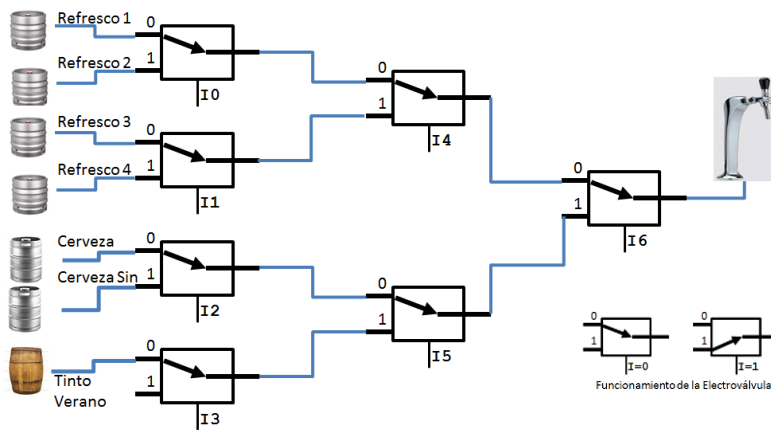 Refresco 1
0
Refresco 2
1
I0
Refresco 3
0
Refresco 4
1
I1
0
1
I4
Cerveza
0
Cerveza Sin
1
I2
Tinto
Verano
0
1
I3
0
1
I5
0
1
I6
0
1
I=0
0
1
I=1
Funcionamiento de la Electroválvula